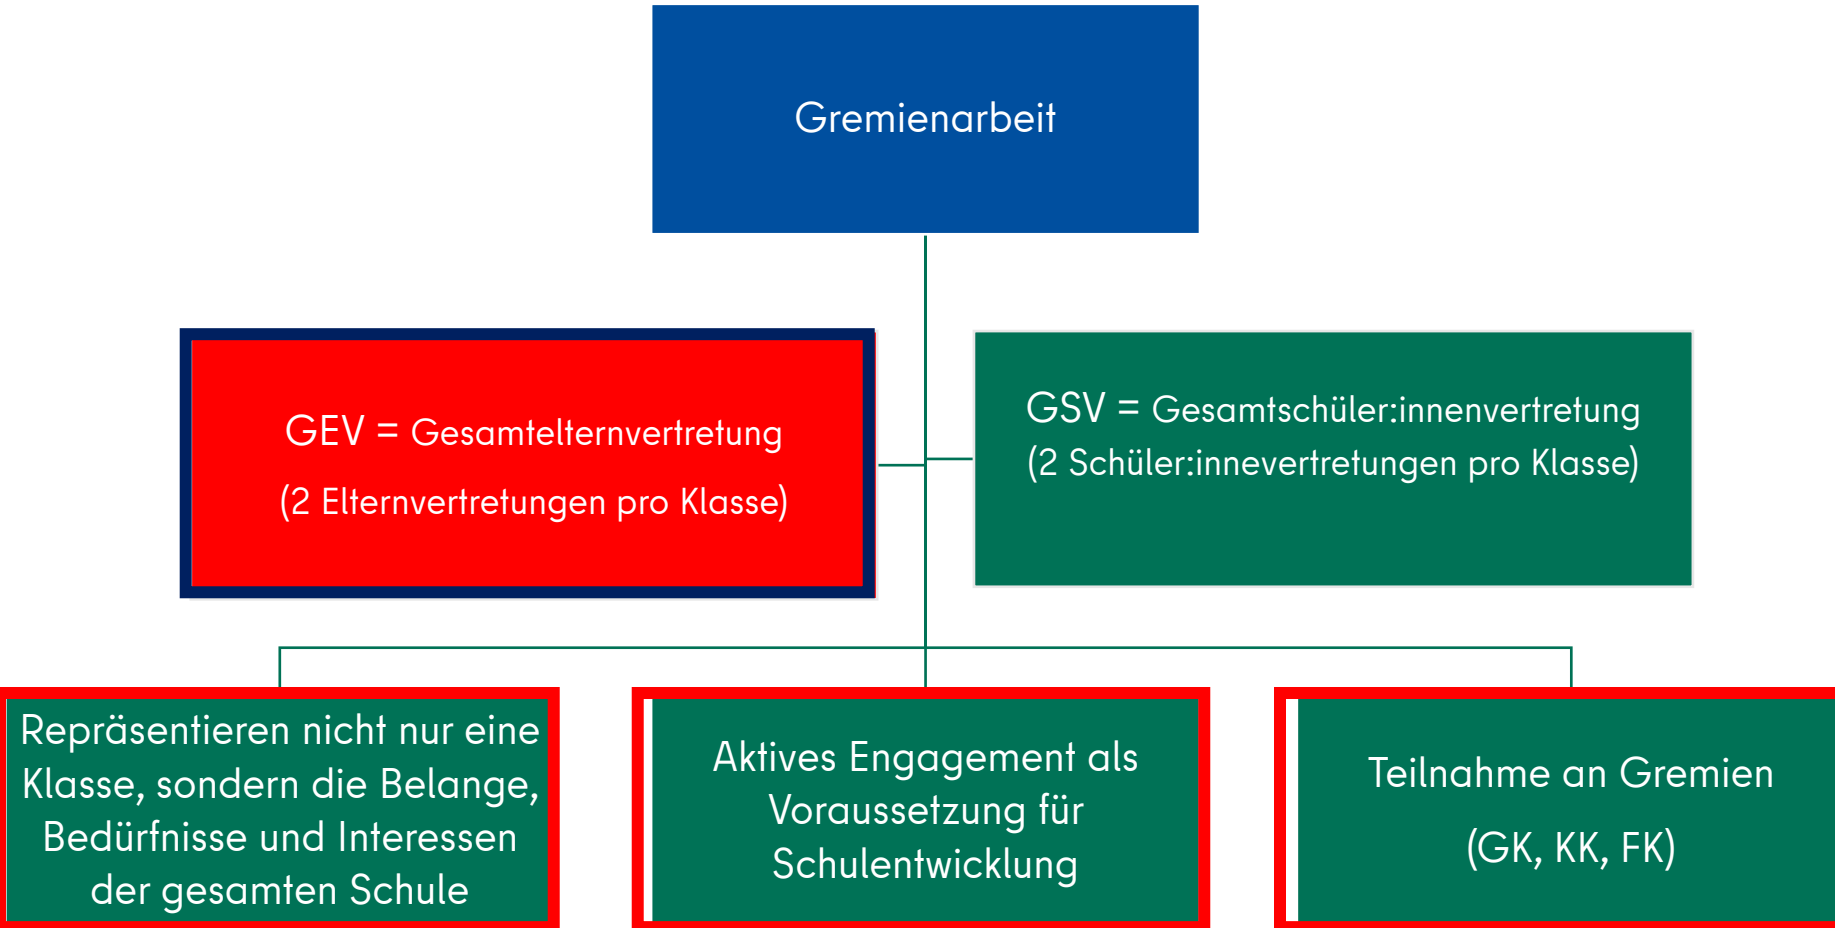 Gremienarbeit
GEV = Gesamtelternvertretung
(2 Elternvertretungen pro Klasse)
GSV = Gesamtschüler:innenvertretung
(2 Schüler:innevertretungen pro Klasse)
Repräsentieren nicht nur eine
Klasse, sondern die Belange,
Bedürfnisse und Interessen
der gesamten Schule
Aktives Engagement als
Voraussetzung für
Schulentwicklung
Teilnahme an Gremien
(GK, KK, FK)